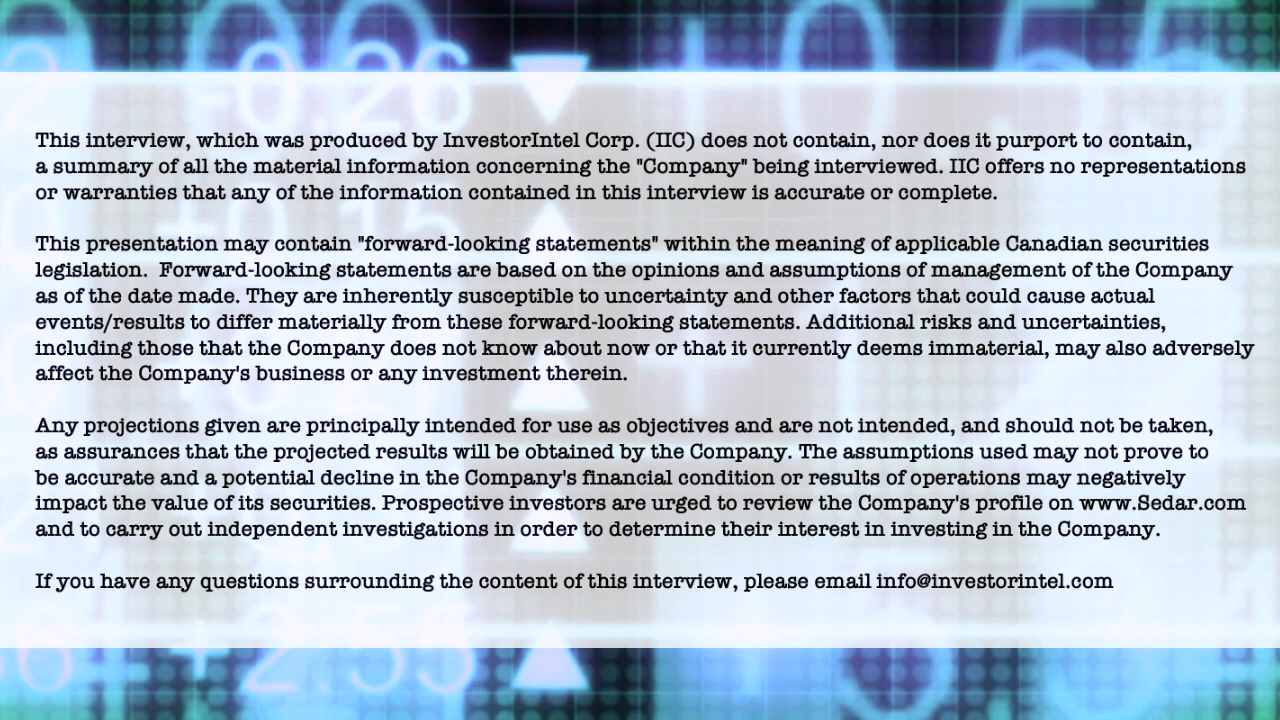 -0.26
This interview, which was produced by InvestorIntel Corp. (IIC) does not contain, nor does it purport to contain,
a summary of all the material information concerning the "Company" being interviewed. IIC offers no representations
or warranties that any of the information contained in this interview is accurate or complete.
This presentation may contain "forward-looking statements" within the meaning of applicable Canadian securities
legislation.  Forward-looking statements are based on the opinions and assumptions of management of the Company
as of the date made. They are inherently susceptible to uncertainty and other factors that could cause actual
events/results to differ materially from these forward-looking statements. Additional risks and uncertainties,
including those that the Company does not know about now or that it currently deems immaterial, may also adversely
affect the Company's business or any investment therein.
Any projections given are principally intended for use as objectives and are not intended, and should not be taken,
as assurances that the projected results will be obtained by the Company. The assumptions used may not prove to
be accurate and a potential decline in the Company's financial condition or results of operations may negatively
impact the value of its securities. Prospective investors are urged to review the Company's profile on www.Sedar.com
and to carry out independent investigations in order to determine their interest in investing in the Company.
If you have any questions surrounding the content of this interview, please email info@investorintel.com
+2.55